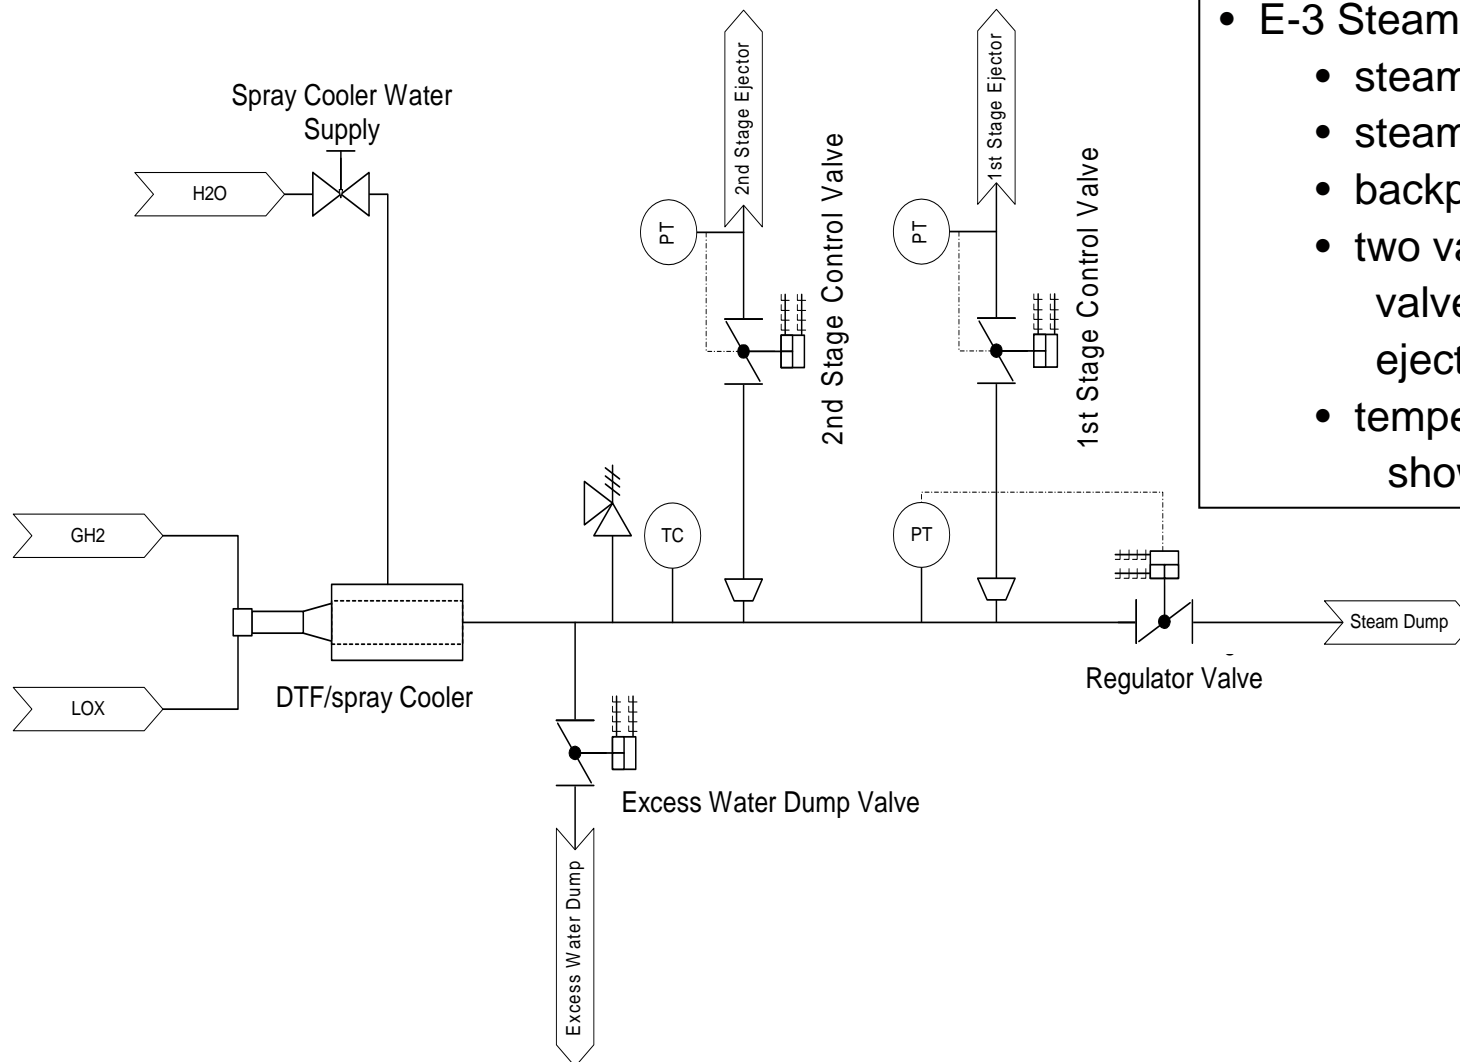 • E-3 Steam
• steam
• steam
• backp
• two va
valve
eject
• tempe
show
Spray Cooler Water
Supply
H2O
2nd Stage Ejector
1st Stage Ejector
PT
PT
2nd Stage Control Valve
1st Stage Control Valve
GH2
TC
PT
LOX
DTF/spray Cooler
Steam Dump
Regulator Valve
Excess Water Dump Valve
Excess Water Dump